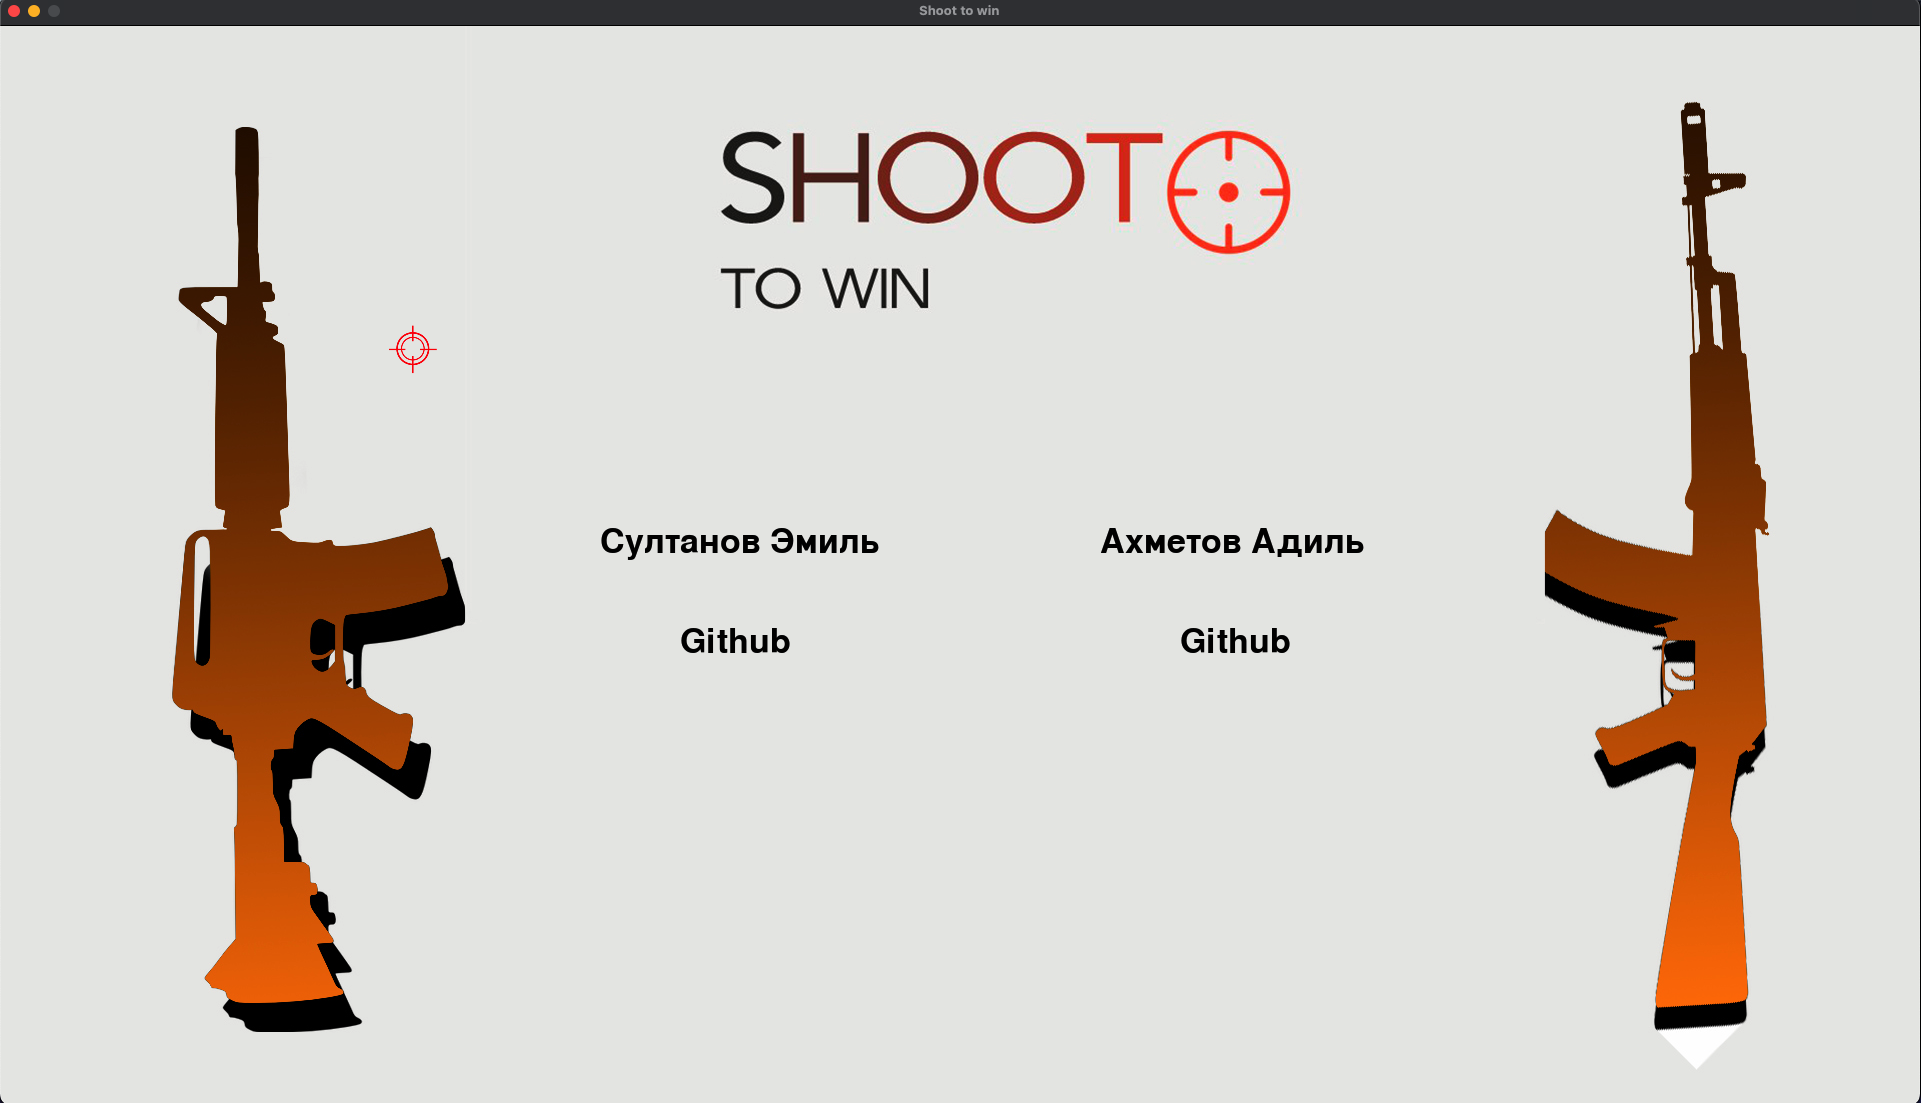 Shoot to win
SHOOT
TO WIN
Султанов Эмиль
Ахметов Адиль
Github
Github